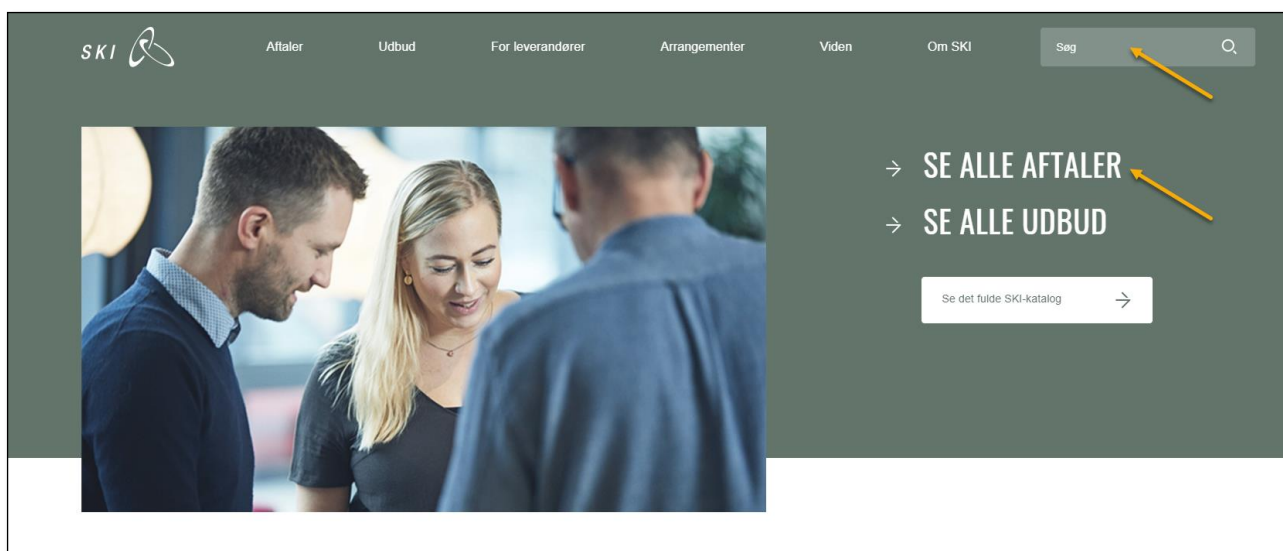 SKI
Aftaler Udbud For leverandører Arrangementer Viden Om SKI Søg
SE ALLE AFTALER
SE ALLE UDBUD
Se det fulde SKI-katalog